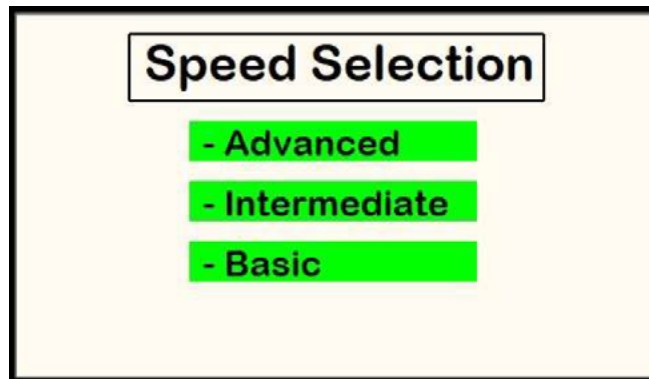 Speed Selection
- Advanced
- Intermediate
- Basic